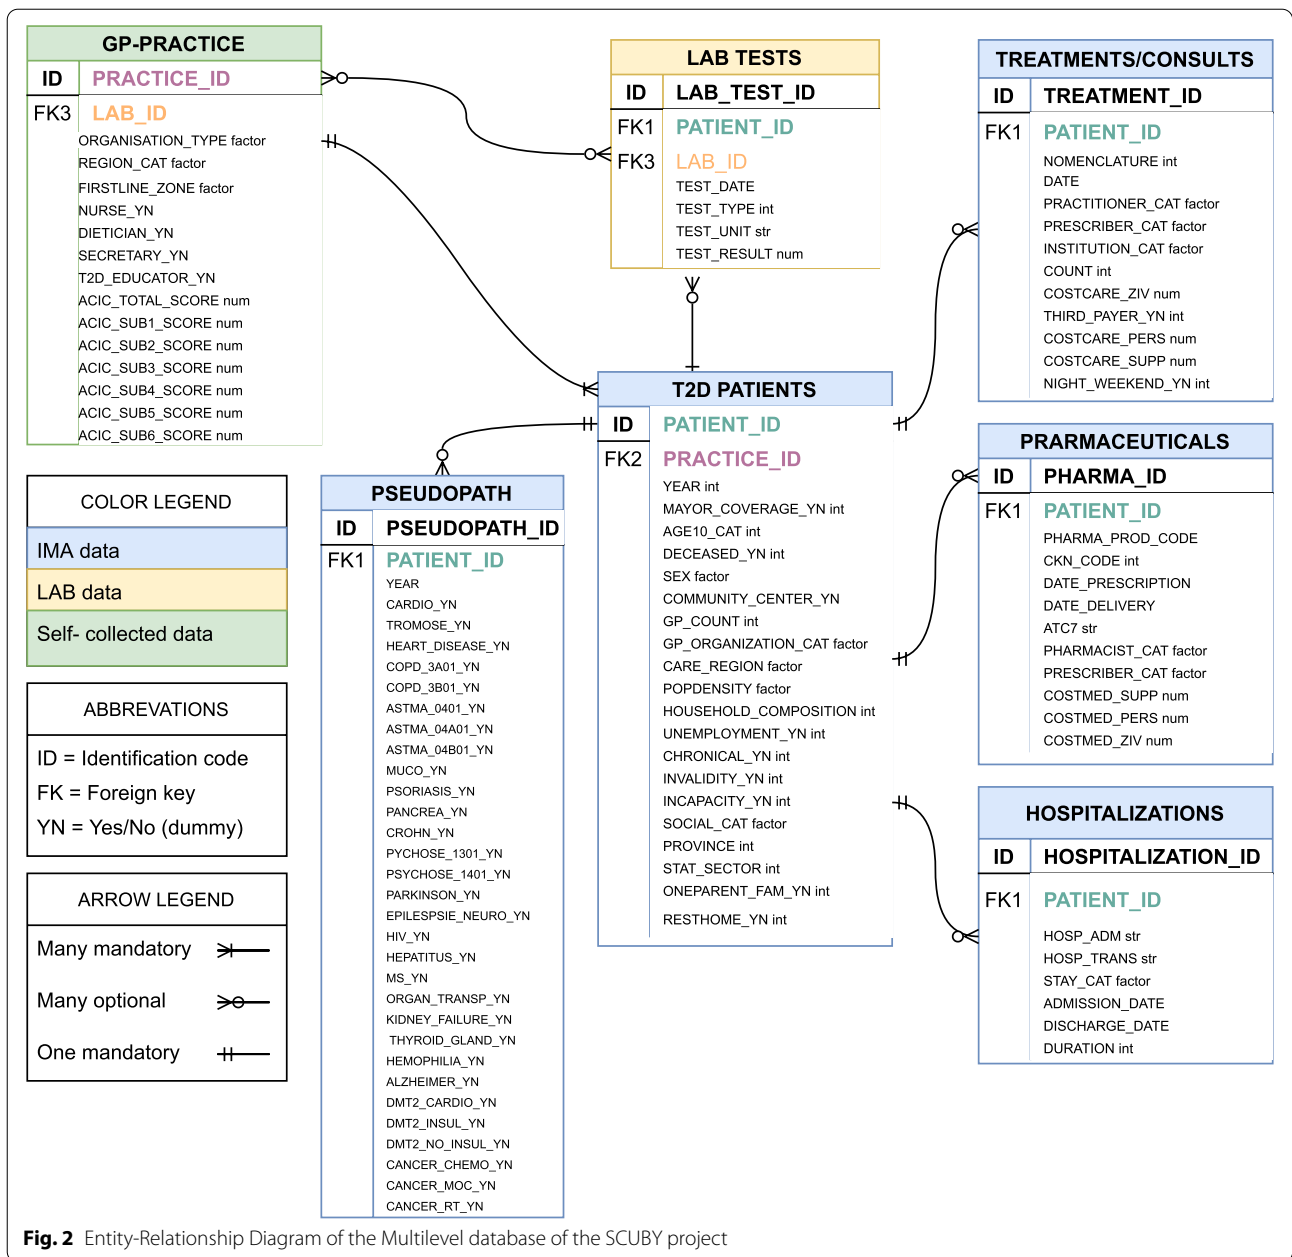 GP-PRACTICE
ID PRACTICE_ID
FK3 LAB_ID
ORGANISATION_TYPE factor
REGION_CAT factor
FIRSTLINE_ZONE factor
NURSE_YN
DIETICIAN_YN
SECRETARY_YN
T2D_EDUCATOR_YN
ACIC_TOTAL_SCORE num
ACIC_SUB1_SCORE num
ACIC_SUB2_SCORE num
ACIC_SUB3_SCORE num
ACIC_SUB4_SCORE num
ACIC_SUB5_SCORE num
ACIC_SUB6_SCORE num
LAB TESTS
ID LAB_TEST_ID
FK1 PATIENT_ID
FK3 LAB_ID
TEST_DATE
TEST_TYPE int
TEST_UNIT str
TEST_RESULT num
TREATMENTS/CONSULTS
ID TREATMENT_ID
FK1 PATIENT_ID
NOMENCLATURE int
DATE
PRACTITIONER_CAT factor
PRESCRIBER_CAT factor
INSTITUTION_CAT factor
COUNT int
COSTCARE_ZIV num
THIRD_PAYER_YN int
COSTCARE_PERS num
COSTCARE_SUPP num
NIGHT_WEEKEND_YN int
T2D PATIENTS
ID PATIENT_ID
FK2 PRACTICE_ID
YEAR int
MAYOR_COVERAGE_YN int
AGE10_CAT int
DECEASED_YN int
SEX factor
COMMUNITY_CENTER_YN
GP_COUNT int
GP_ORGANIZATION_CAT factor
CARE_REGION factor
POPDENSITY factor
HOUSEHOLD_COMPOSITION int
UNEMPLOYMENT_YN int
CHRONICAL_YN int
INVALIDITY_YN int
INCAPACITY_YN int
SOCIAL_CAT factor
PROVINCE int
STAT_SECTOR int
ONEPARENT_FAM_YN int
RESTHOME_YN int
PRARMACEUTICALS
ID PHARMA_ID
FK1 PATIENT_ID
PHARMA_PROD_CODE
CKN_CODE int
DATE_PRESCRIPTION
DATE_DELIVERY
ATC7 str
PHARMACIST_CAT factor
PRESCRIBER_CAT factor
COSTMED_SUPP num
COSTMED_PERS num
COSTMED_ZIV num
COLOR LEGEND
IMA data
LAB data
Self- collected data
ABBREVATIONS
ID = Identification code
FK = Foreign key
YN = Yes/No (dummy)
ARROW LEGEND
Many mandatory
Many optional
One mandatory
PSEUDOPATH
ID PSEUDOPATH_ID
FK1 PATIENT_ID
YEAR
CARDIO_YN
TROMOSE_YN
HEART_DISEASE_YN
COPD_3A01_YN
COPD_3B01_YN
ASTMA_0401_YN
ASTMA_04A01_YN
ASTMA_04B01_YN
MUCO_YN
PSORIASIS_YN
PANCREA_YN
CROHN_YN
PYCHOSE_1301_YN
PSYCHOSE_1401_YN
PARKINSON_YN
EPILESPSIE_NEURO_YN
HIV_YN
HEPATITUS_YN
MS_YN
ORGAN_TRANSP_YN
KIDNEY_FAILURE_YN
THYROID_GLAND_YN
HEMOPHILIA_YN
ALZHEIMER_YN
DMT2_CARDIO_YN
DMT2_INSUL_YN
DMT2_NO_INSUL_YN
CANCER_CHEMO_YN
CANCER_MOC_YN
CANCER_RT_YN
HOSPITALIZATIONS
ID HOSPITALIZATION_ID
FK1 PATIENT_ID
HOSP_ADM str
HOSP_TRANS str
STAY_CAT factor
ADMISSION_DATE
DISCHARGE_DATE
DURATION int
Fig. 2 Entity-Relationship Diagram of the Multilevel database of the SCUBY project